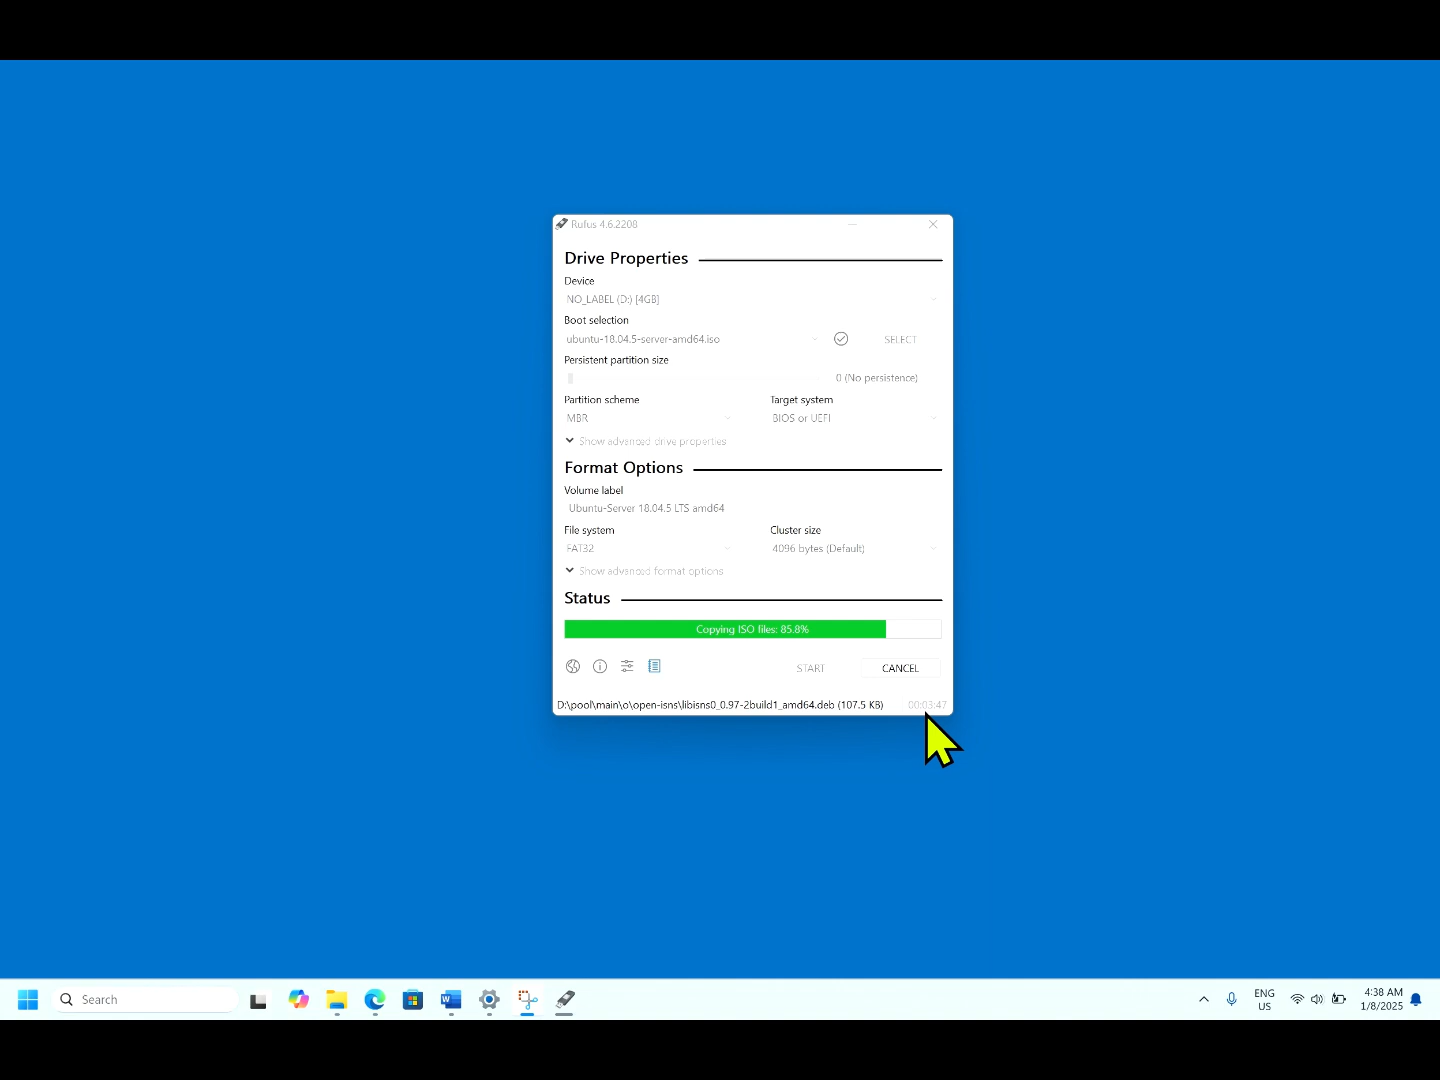 Rufus 4.6.2208
Drive Properties
Device
NO_LABEL (D:) [4GB]
Boot selection
ubuntu-18.04.5-server-amd64.iso
SELECT
Persistent partition size
0 (No persistence)
Partition scheme
Target system
MBR
BIOS or UEFI
Show advanced drive properties
Format Options
Volume label
Ubuntu-Server 18.04.5 LTS amd64
File system
Cluster size
FAT32
4096 bytes (Default)
Show advanced format options
Status
Copying ISO files: 85.8%
START
CANCEL
D:\pool\main\o\open-isns\libisns0_0.97-2build1_amd64.deb (107.5 KB)
00:03:47
Search
W
ENG
US
4:38 AM
1/8/2025